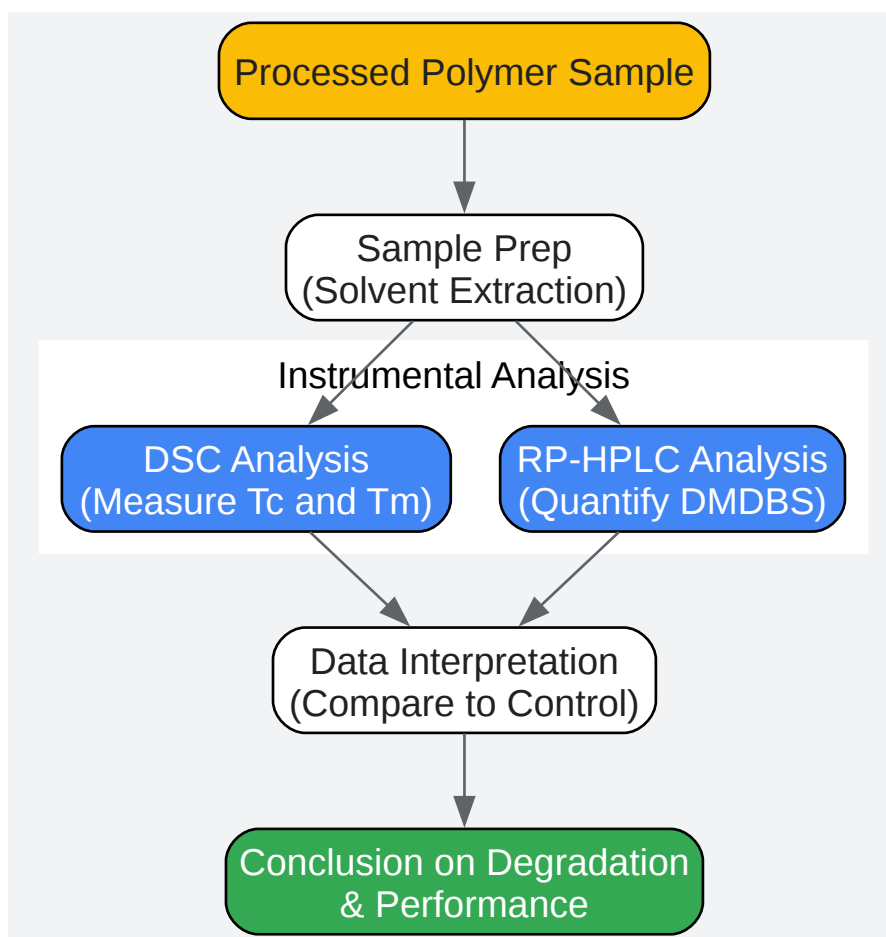 Processed Polymer Sample
Sample Prep
(Solvent Extraction)
Instrumental Analysis
DSC Analysis
(Measure Tc and Tm)
RP-HPLC Analysis
(Quantify DMDBS)
Data Interpretation
(Compare to Control)
Conclusion on Degradation
& Performance